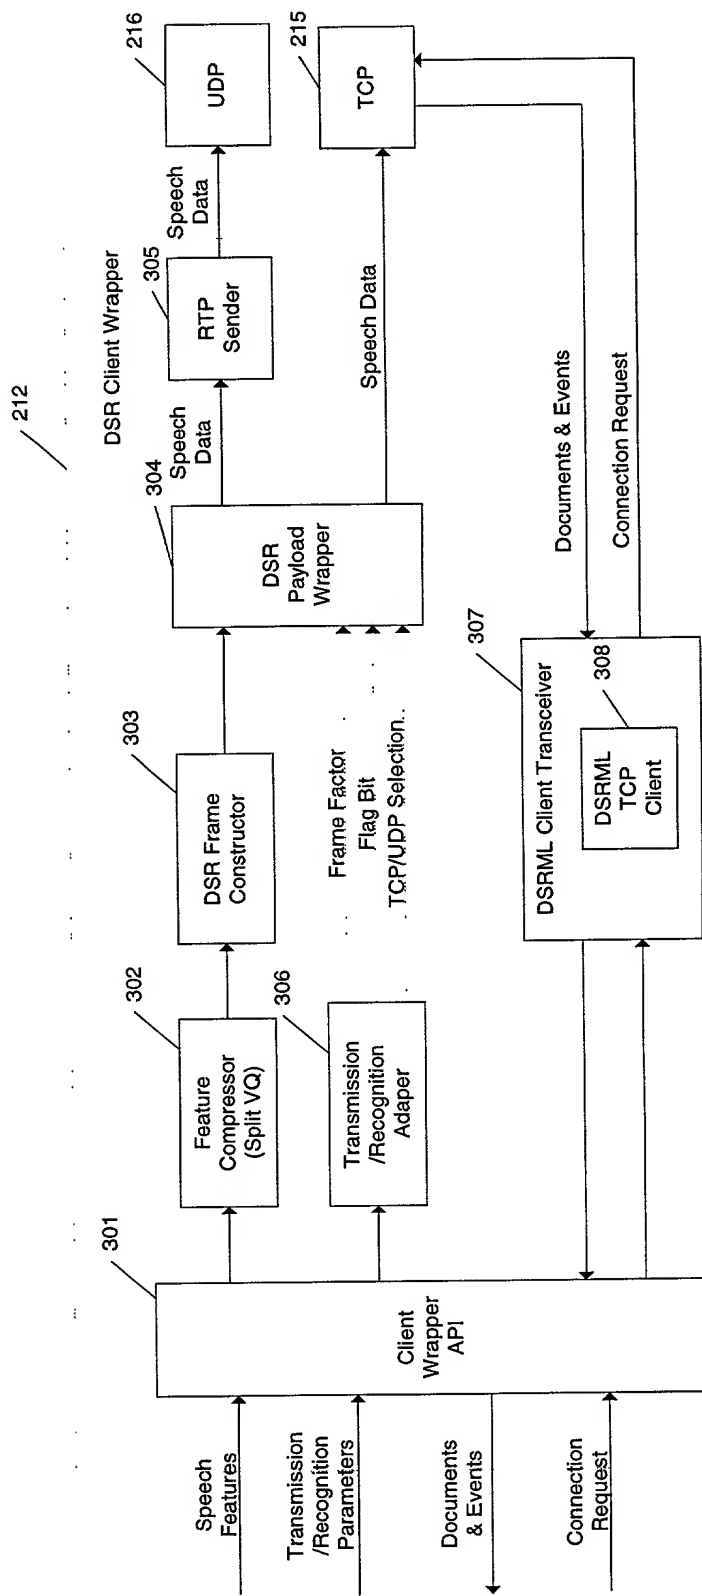 212
DSR Client Wrapper
301
Client
Wrapper
API
Speech
Features
Transmission
/Recognition
Parameters
Documents
& Events
Connection
Request
302
Feature
Compressor
(Split VQ)
303
DSR Frame
Constructor
304
DSR
Payload
Wrapper
Speech
Data
305
RTP
Sender
Speech
Data
216
UDP
306
Transmission
/Recognition
Adaper
Frame Factor
Flag Bit
TCP/UDP Selection
Speech Data
215
TCP
307
DSRML Client Transceiver
308
DSRML
TCP
Client
Documents & Events
Connection Request